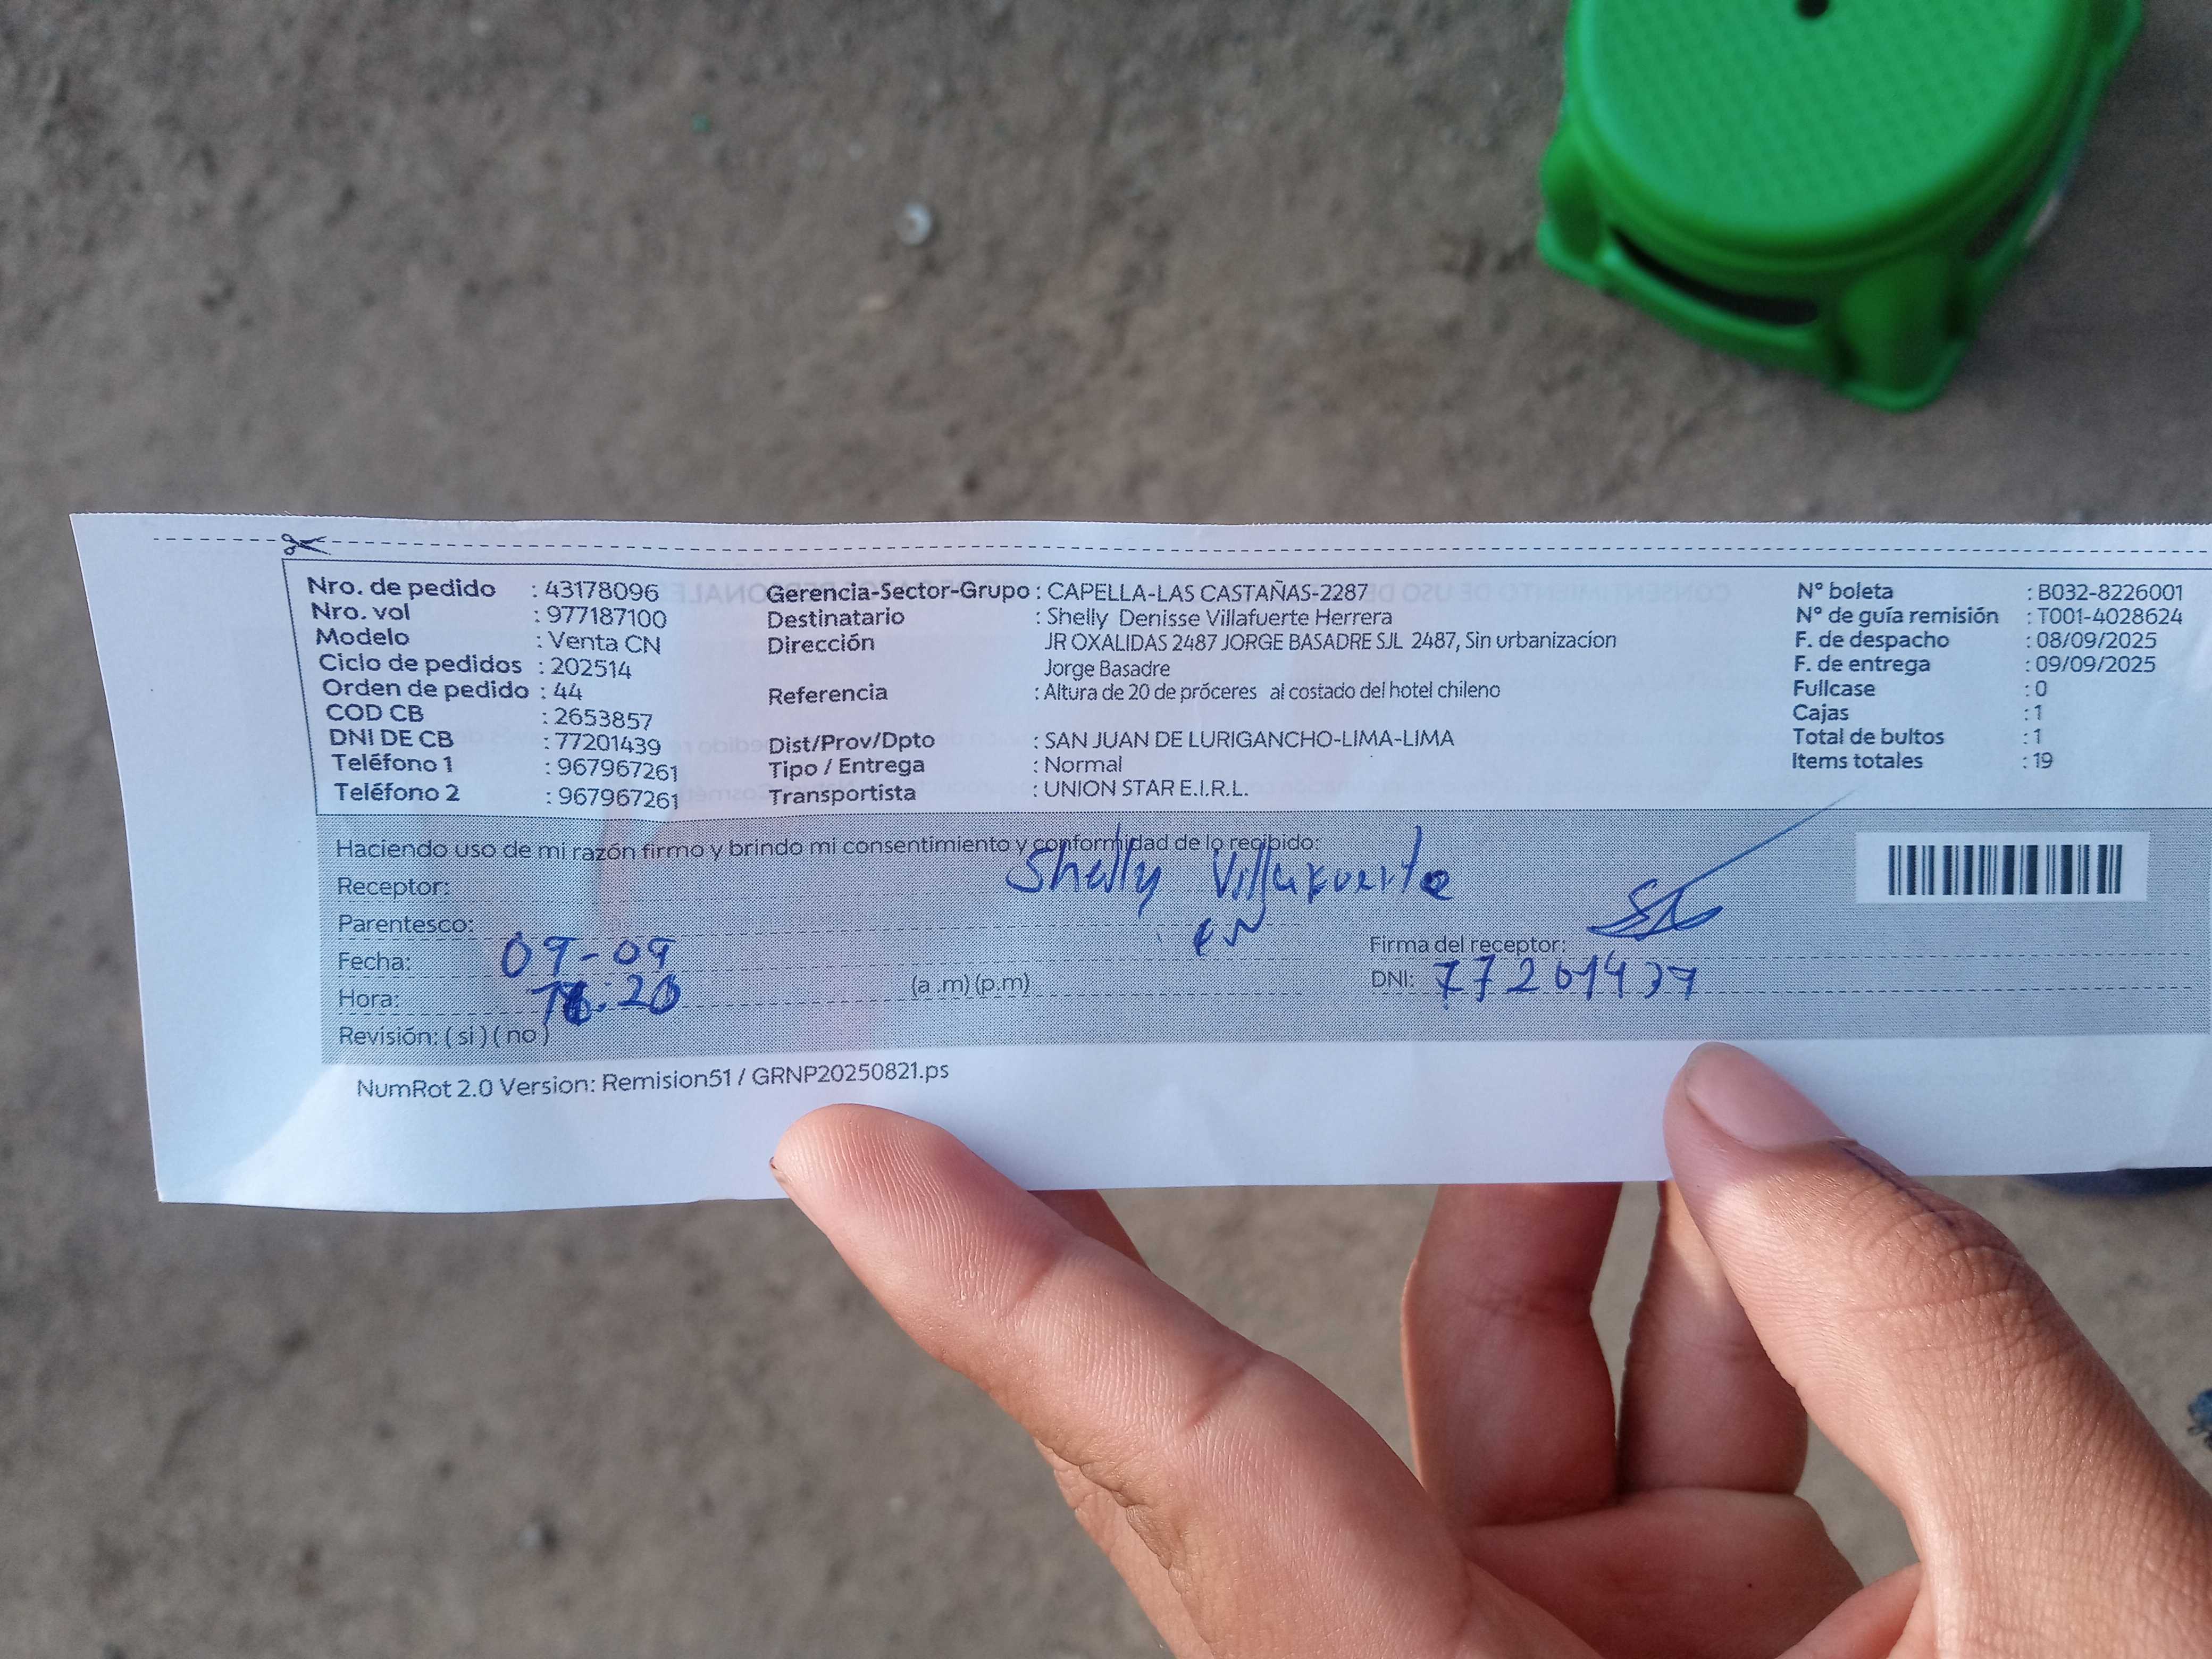 Nro. de pedido : 43178096
Nro. vol : 977187100
Modelo : Venta CN
Ciclo de pedidos : 202514
Orden de pedido : 44
COD CB : 2653857
DNI DE CB : 77201439
Teléfono 1 : 967967261
Teléfono 2 : 967967261
Gerencia-Sector-Grupo : CAPELLA-LAS CASTAÑAS-2287
Destinatario : Shelly Denisse Villafuerte Herrera
Dirección JR OXALIDAS 2487 JORGE BASADRE SJL 2487, Sin urbanizacion
Jorge Basadre
Referencia : Altura de 20 de próceres al costado del hotel chileno
Dist/Prov/Dpto : SAN JUAN DE LURIGANCHO-LIMA-LIMA
Tipo / Entrega : Normal
Transportista : UNION STAR E.I.R.L.
N° boleta : B032-8226001
N° de guía remisión : T001-4028624
F. de despacho : 08/09/2025
F. de entrega : 09/09/2025
Fullcase : 0
Cajas : 1
Total de bultos : 1
Items totales : 19
Haciendo uso de mi razón firmo y brindo mi consentimiento y conformidad de lo recibido:
Receptor: Shelly Villafuerte
Parentesco:
Fecha: 09-09
Hora: (a .m) (p.m)
Revisión: ( si ) ( no )
Firma del receptor:
DNI: 77201439
NumRot 2.0 Version: Remision51 / GRNP20250821.ps